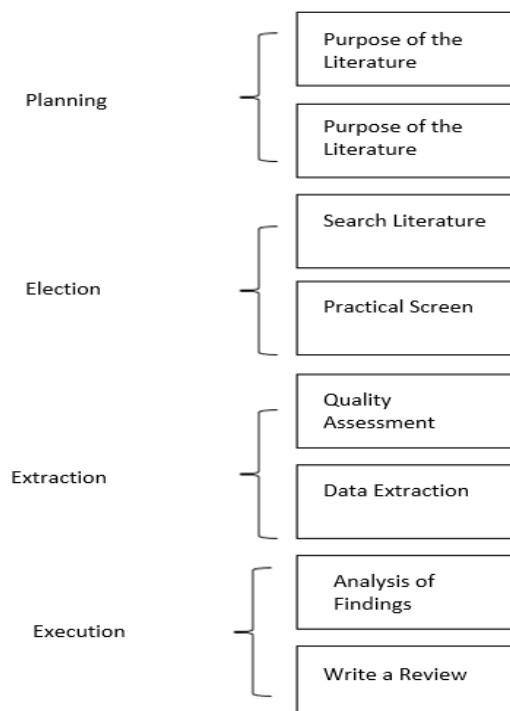 Planning
Purpose of the
Literature
Purpose of the
Literature
Election
Search Literature
Practical Screen
Extraction
Quality
Assessment
Data Extraction
Execution
Analysis of
Findings
Write a Review